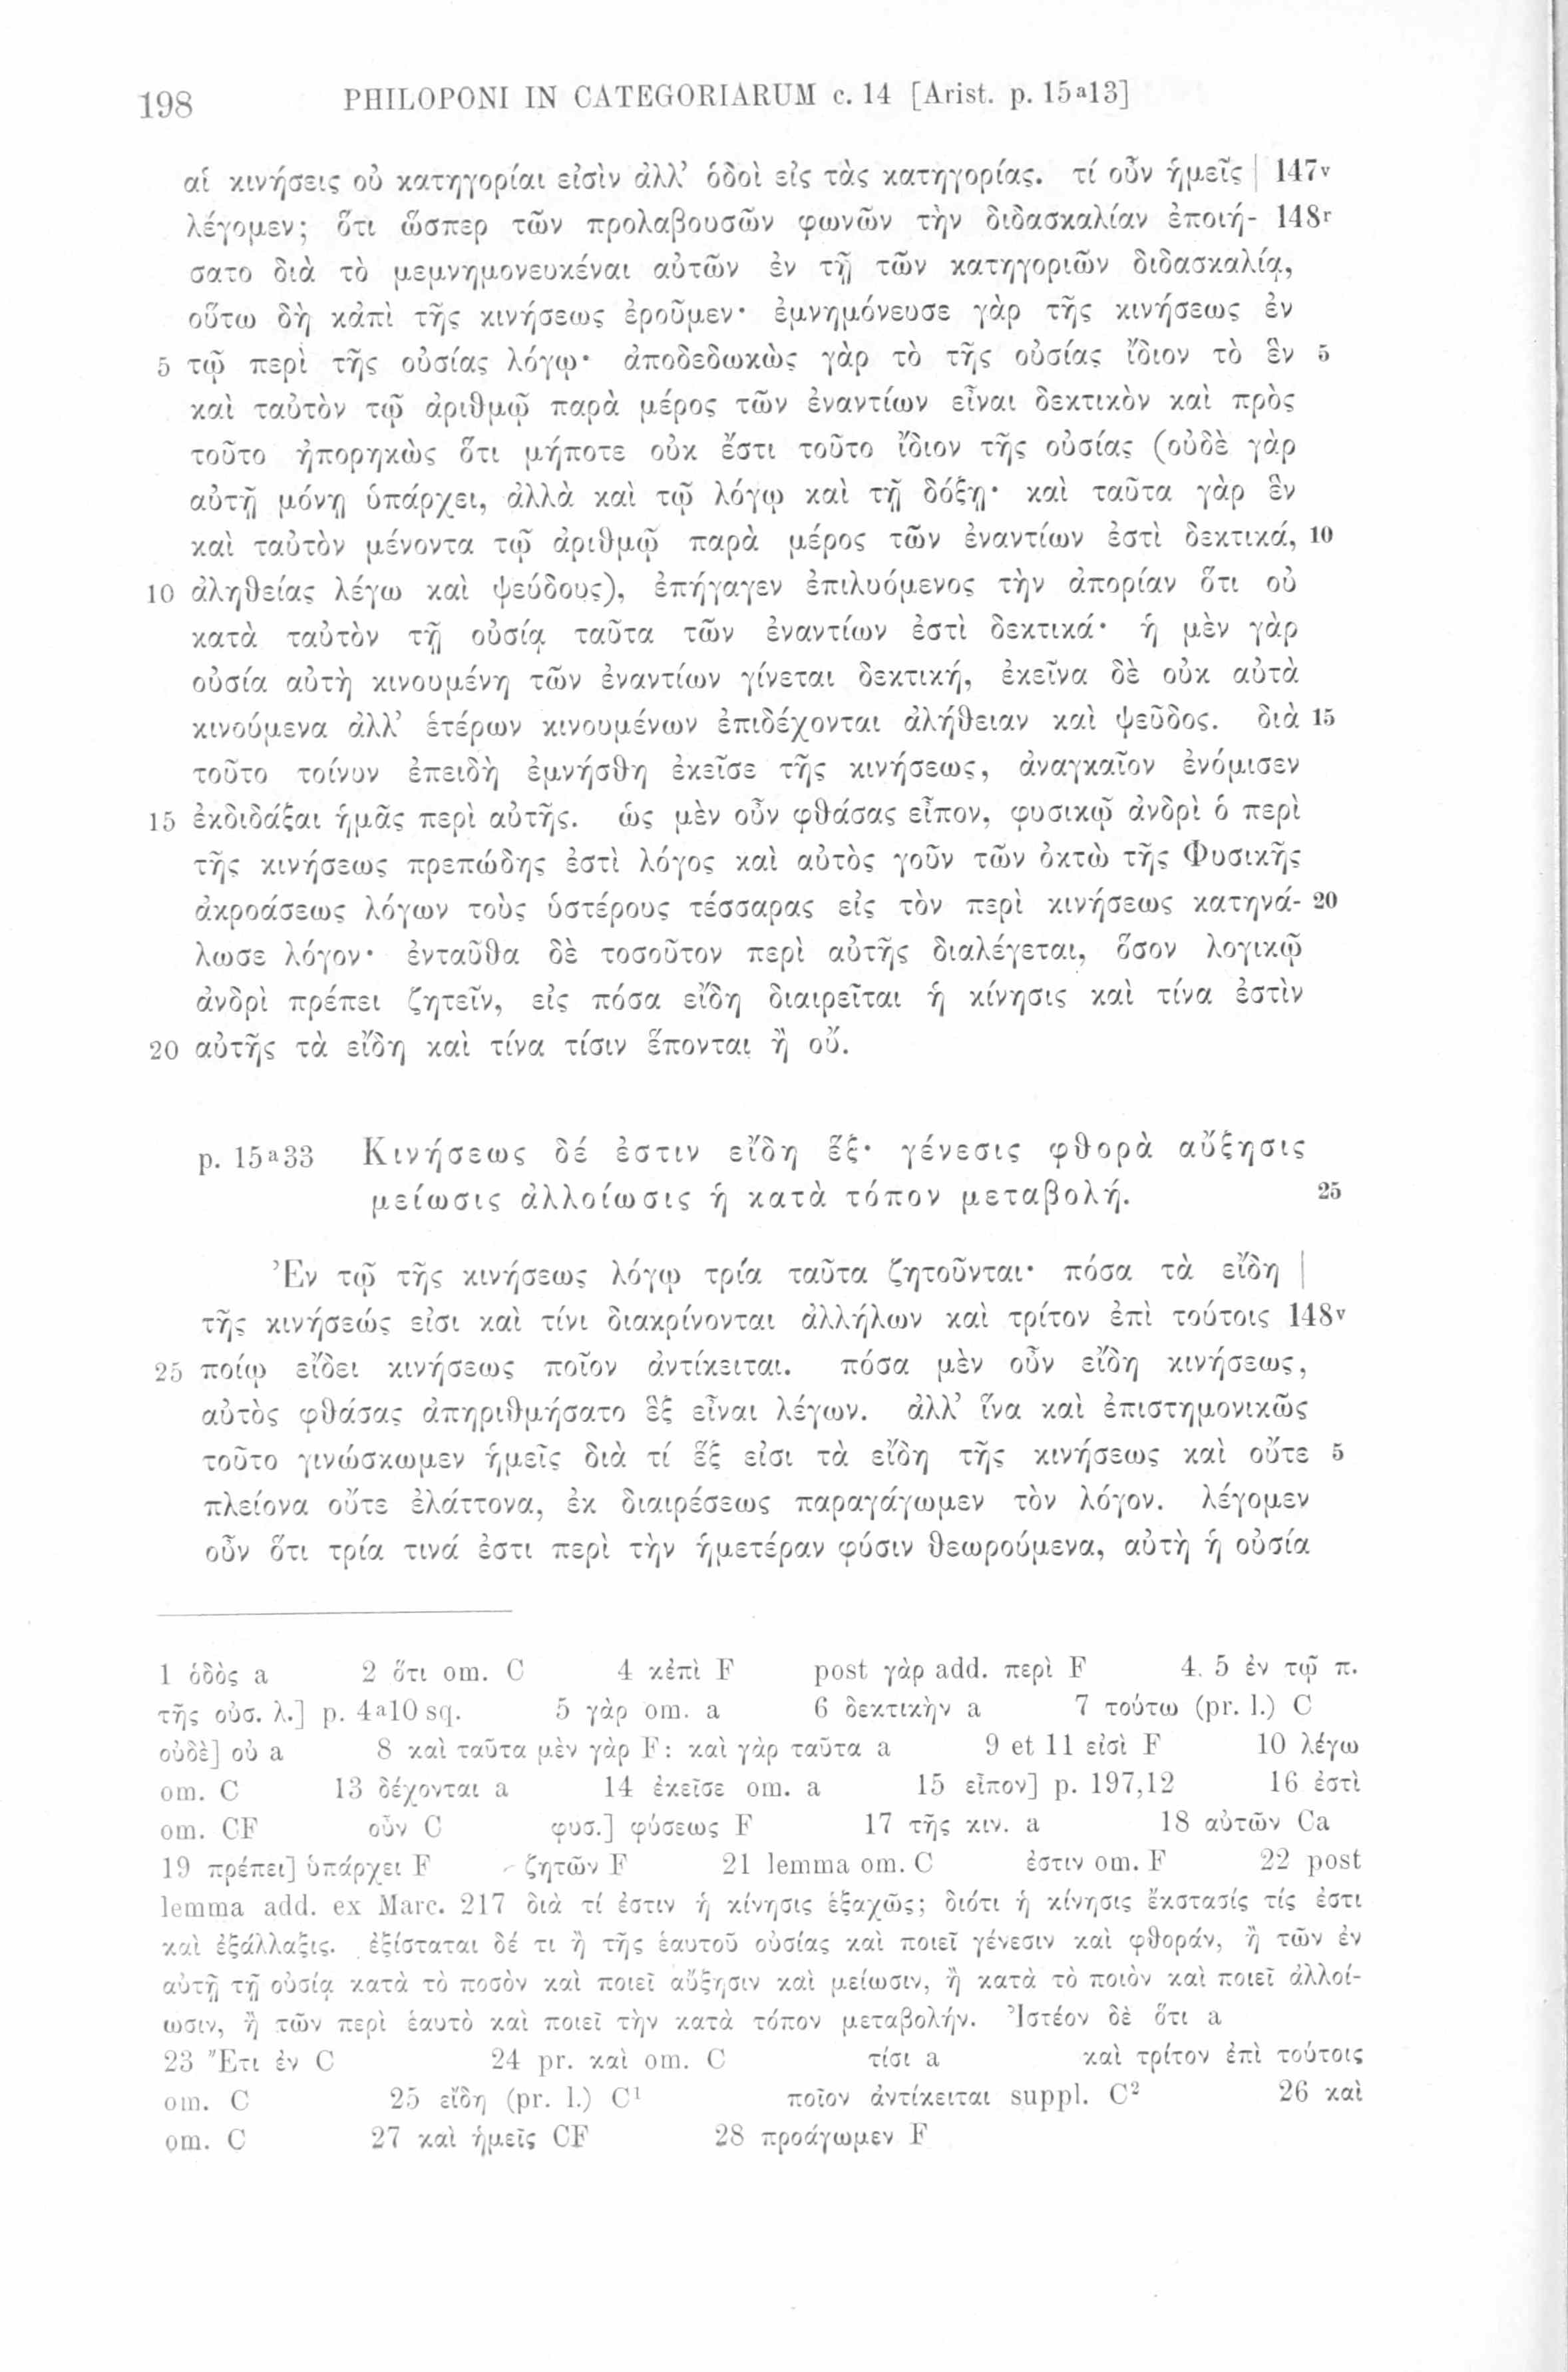 198 PHILOPONI IN CATEGORIARUM c. 14 [Arist. p. 15ᵃ13]
αἱ κινήσεις οὐ κατηγορίαι εἰσὶν ἀλλ’ ὁδοὶ εἰς τὰς κατηγορίας. τί οὖν ἡμεῖς | 147ᵛ
λέγομεν; ὅτι ὥσπερ τῶν προλαβουσῶν φωνῶν τὴν διδασκαλίαν ἐποιή- 148ʳ
σατο διὰ τὸ μεμνημονευκέναι αὐτῶν ἐν τῇ τῶν κατηγοριῶν διδασκαλίᾳ,
οὕτω δὴ κἀπὶ τῆς κινήσεως ἐροῦμεν· ἐμνημόνευσε γὰρ τῆς κινήσεως ἐν
5 τῷ περὶ τῆς οὐσίας λόγῳ· ἀποδεδωκὼς γὰρ τὸ τῆς οὐσίας ἴδιον τὸ ἓν 5
καὶ ταὐτὸν τῷ ἀριθμῷ παρὰ μέρος τῶν ἐναντίων εἶναι δεκτικὸν καὶ πρὸς
τοῦτο ἠπορηκὼς ὅτι μήποτε οὐκ ἔστι τοῦτο ἴδιον τῆς οὐσίας (οὐδὲ γὰρ
αὐτῇ μόνῃ ὑπάρχει, ἀλλὰ καὶ τῷ λόγῳ καὶ τῇ δόξῃ· καὶ ταῦτα γὰρ ἓν
καὶ ταὐτὸν μένοντα τῷ ἀριθμῷ παρὰ μέρος τῶν ἐναντίων ἐστὶ δεκτικά, 10
10 ἀληθείας λέγω καὶ ψεύδους), ἐπήγαγεν ἐπιλυόμενος τὴν ἀπορίαν ὅτι οὐ
κατὰ ταὐτὸν τῇ οὐσίᾳ ταῦτα τῶν ἐναντίων ἐστὶ δεκτικά· ἡ μὲν γὰρ
οὐσία αὐτὴ κινουμένη τῶν ἐναντίων γίνεται δεκτική, ἐκεῖνα δὲ οὐκ αὐτὰ
κινούμενα ἀλλ’ ἑτέρων κινουμένων ἐπιδέχονται ἀλήθειαν καὶ ψεῦδος. διὰ 15
τοῦτο τοίνυν ἐπειδὴ ἐμνήσθη ἐκεῖσε τῆς κινήσεως, ἀναγκαῖον ἐνόμισεν
15 ἐκδιδάξαι ἡμᾶς περὶ αὐτῆς. ὡς μὲν οὖν φθάσας εἶπον, φυσικῷ ἀνδρὶ ὁ περὶ
τῆς κινήσεως πρεπώδης ἐστὶ λόγος καὶ αὐτὸς γοῦν τῶν ὀκτὼ τῆς Φυσικῆς
ἀκροάσεως λόγων τοὺς ὑστέρους τέσσαρας εἰς τὸν περὶ κινήσεως κατηνά- 20
λωσε λόγον· ἐνταῦθα δὲ τοσοῦτον περὶ αὐτῆς διαλέγεται, ὅσον λογικῷ
ἀνδρὶ πρέπει ζητεῖν, εἰς πόσα εἴδη διαιρεῖται ἡ κίνησις καὶ τίνα ἐστὶν
20 αὐτῆς τὰ εἴδη καὶ τίνα τίσιν ἕπονται ἢ οὔ.
p. 15ᵃ33 Κινήσεως δέ ἐστιν εἴδη ἕξ· γένεσις φθορὰ αὔξησις
μείωσις ἀλλοίωσις ἡ κατὰ τόπον μεταβολή. 25
Ἐν τῷ τῆς κινήσεως λόγῳ τρία ταῦτα ζητοῦνται· πόσα τὰ εἴδη |
τῆς κινήσεώς εἰσι καὶ τίνι διακρίνονται ἀλλήλων καὶ τρίτον ἐπὶ τούτοις 148ᵛ
25 ποίῳ εἴδει κινήσεως ποῖον ἀντίκειται. πόσα μὲν οὖν εἴδη κινήσεως,
αὐτὸς φθάσας ἀπηριθμήσατο ἓξ εἶναι λέγων. ἀλλ’ ἵνα καὶ ἐπιστημονικῶς
τοῦτο γινώσκωμεν ἡμεῖς διὰ τί ἕξ εἰσι τὰ εἴδη τῆς κινήσεως καὶ οὔτε 5
πλείονα οὔτε ἐλάττονα, ἐκ διαιρέσεως παραγάγωμεν τὸν λόγον. λέγομεν
οὖν ὅτι τρία τινά ἐστι περὶ τὴν ἡμετέραν φύσιν θεωρούμενα, αὐτὴ ἡ οὐσία
1 ὁδὸς a 2 ὅτι om. C 4 κἐπὶ F post γὰρ add. περὶ F 4. 5 ἐν τῷ π.
τῆς οὐσ. λ.] p. 4ᵃ10 sq. 5 γὰρ om. a 6 δεκτικὴν a 7 τούτω (pr. l.) C
οὐδὲ] οὐ a 8 καὶ ταῦτα μὲν γὰρ F: καὶ γὰρ ταῦτα a 9 et 11 εἰσὶ F 10 λέγω
om. C 13 δέχονται a 14 ἐκεῖσε om. a 15 εἶπον] p. 197,12 16 ἐστὶ
om. CF οὖν C φυσ.] φύσεως F 17 τῆς κιν. a 18 αὐτῶν Ca
19 πρέπει] ὑπάρχει F ζητῶν F 21 lemma om. C ἐστιν om. F 22 post
lemma add. ex Marc. 217 διὰ τί ἐστιν ἡ κίνησις ἑξαχῶς; διότι ἡ κίνησις ἔκστασίς τίς ἐστι
καὶ ἐξάλλαξις. ἐξίσταται δέ τι ἢ τῆς ἑαυτοῦ οὐσίας καὶ ποιεῖ γένεσιν καὶ φθοράν, ἢ τῶν ἐν
αὐτῇ τῇ οὐσίᾳ κατὰ τὸ ποσὸν καὶ ποιεῖ αὔξησιν καὶ μείωσιν, ἢ κατὰ τὸ ποιὸν καὶ ποιεῖ ἀλλοί-
ωσιν, ἢ τῶν περὶ ἑαυτὸ καὶ ποιεῖ τὴν κατὰ τόπον μεταβολήν. Ἰστέον δὲ ὅτι a
23 Ἔτι ἐν C 24 pr. καὶ om. C τίσι a καὶ τρίτον ἐπὶ τούτοις
om. C 25 εἴδη (pr. l.) C¹ ποῖον ἀντίκειται suppl. C² 26 καὶ
om. C 27 καὶ ἡμεῖς CF 28 προάγωμεν F